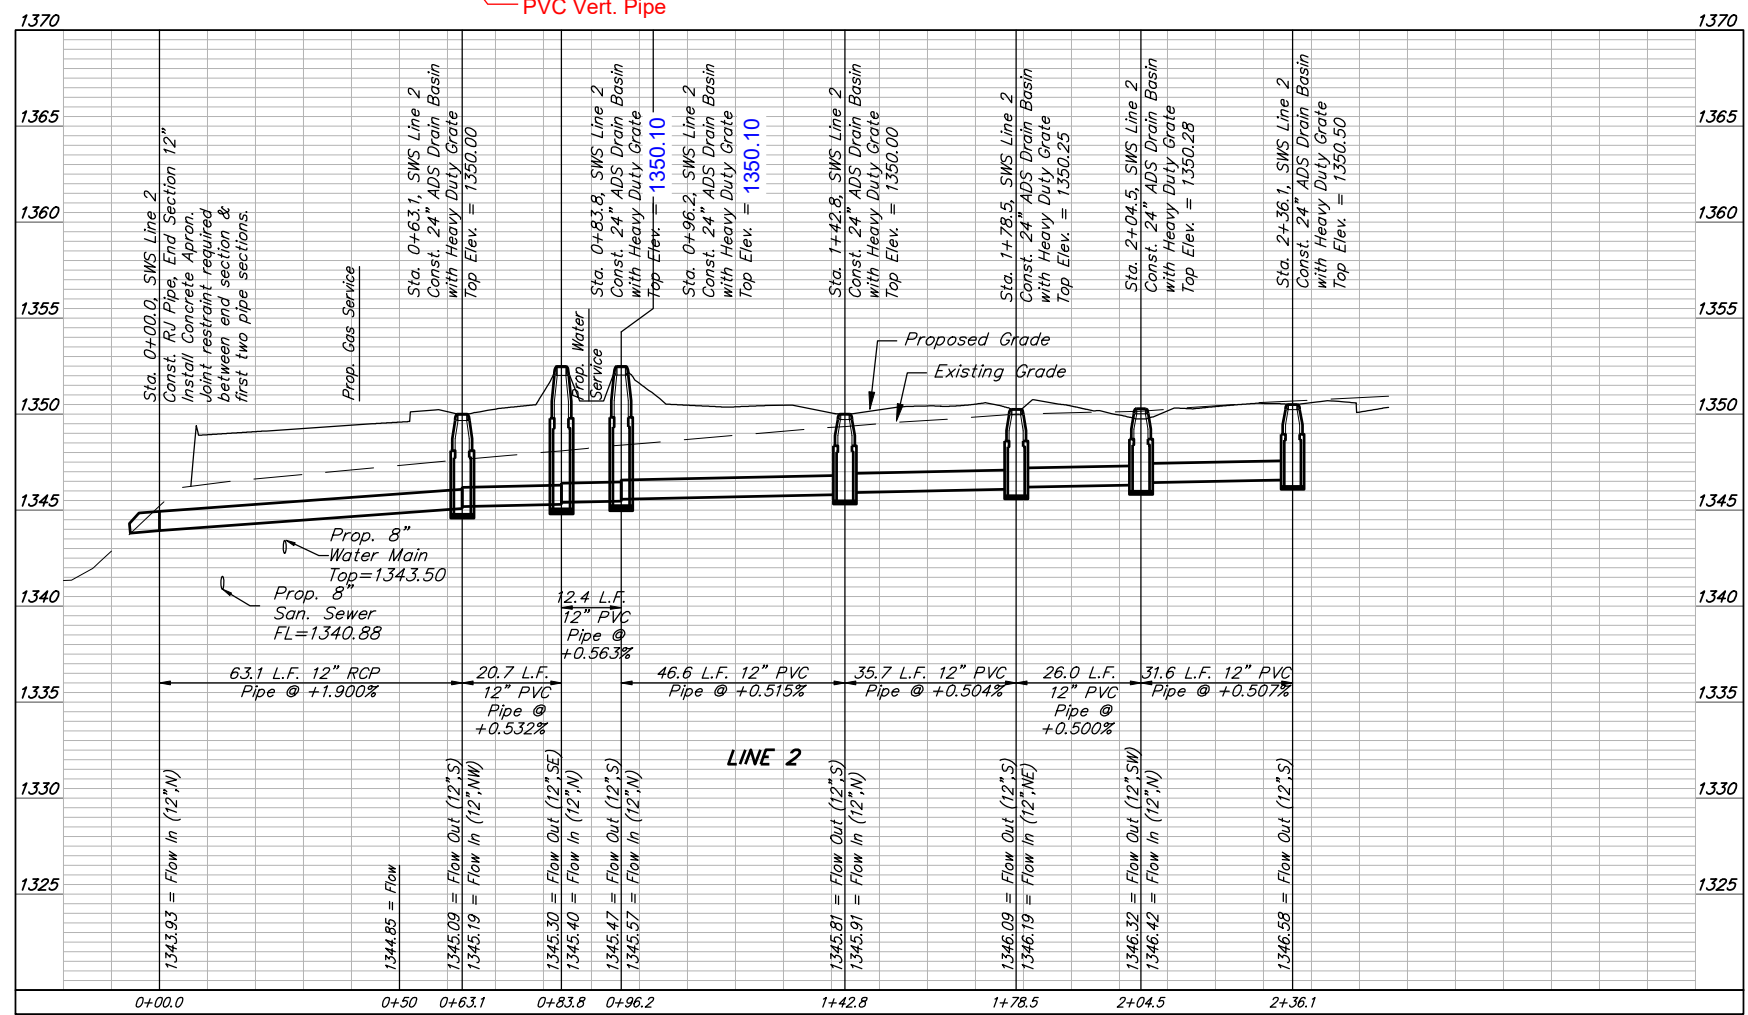 PVC Vert. Pipe
1370
1370
1365
1365
1360
1360
1355
1355
1350
1350
1345
1345
1340
1340
1335
1335
1330
1330
1325
1325
Sta. 0+00.0, SWS Line 2
Const. RJ Pipe, End Section 12"
Install Concrete Apron.
Joint restraint required
between end section &
first two pipe sections.
Prop. Gas Service
Sta. 0+63.1, SWS Line 2
Const. 24" ADS Drain Basin
with Heavy Duty Grate
Top Elev. = 1350.00
Prop. Water
Service
Sta. 0+83.8, SWS Line 2
Const. 24" ADS Drain Basin
with Heavy Duty Grate
Top Elev. = 1350.10
Sta. 0+96.2, SWS Line 2
Const. 24" ADS Drain Basin
with Heavy Duty Grate
Top Elev. = 1350.10
Sta. 1+42.8, SWS Line 2
Const. 24" ADS Drain Basin
with Heavy Duty Grate
Top Elev. = 1350.00
Sta. 1+78.5, SWS Line 2
Const. 24" ADS Drain Basin
with Heavy Duty Grate
Top Elev. = 1350.25
Sta. 2+04.5, SWS Line 2
Const. 24" ADS Drain Basin
with Heavy Duty Grate
Top Elev. = 1350.28
Sta. 2+36.1, SWS Line 2
Const. 24" ADS Drain Basin
with Heavy Duty Grate
Top Elev. = 1350.50
Proposed Grade
Existing Grade
Prop. 8"
Water Main
Top=1343.50
Prop. 8"
San. Sewer
FL=1340.88
63.1 L.F. 12" RCP
Pipe @ +1.900%
20.7 L.F.
12" PVC
Pipe @
+0.532%
12.4 L.F.
12" PVC
Pipe @
+0.563%
46.6 L.F. 12" PVC
Pipe @ +0.515%
35.7 L.F. 12" PVC
Pipe @ +0.504%
26.0 L.F.
12" PVC
Pipe @
+0.500%
31.6 L.F. 12" PVC
Pipe @ +0.507%
LINE 2
1343.93 = Flow In (12",N)
1344.85 = Flow
1345.09 = Flow Out (12",S)
1345.19 = Flow In (12",NW)
1345.30 = Flow Out (12",SE)
1345.40 = Flow In (12",N)
1345.47 = Flow Out (12",S)
1345.57 = Flow In (12",N)
1345.81 = Flow Out (12",S)
1345.91 = Flow In (12",N)
1346.09 = Flow Out (12",S)
1346.19 = Flow In (12",NE)
1346.32 = Flow Out (12",SW)
1346.42 = Flow In (12",N)
1346.58 = Flow Out (12",S)
0+00.0
0+50
0+63.1
0+83.8
0+96.2
1+42.8
1+78.5
2+04.5
2+36.1